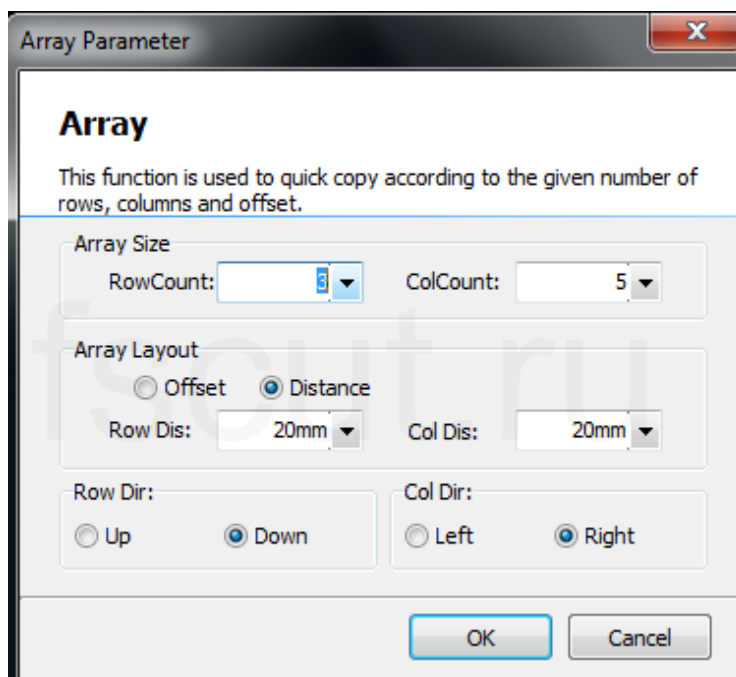 Array Parameter
Array
This function is used to quick copy according to the given number of
rows, columns and offset.
Array Size
RowCount: 3 ColCount: 5
Array Layout
Offset Distance
Row Dis: 20mm Col Dis: 20mm
Row Dir: Col Dir:
Up Down Left Right
OK Cancel
fscut ru